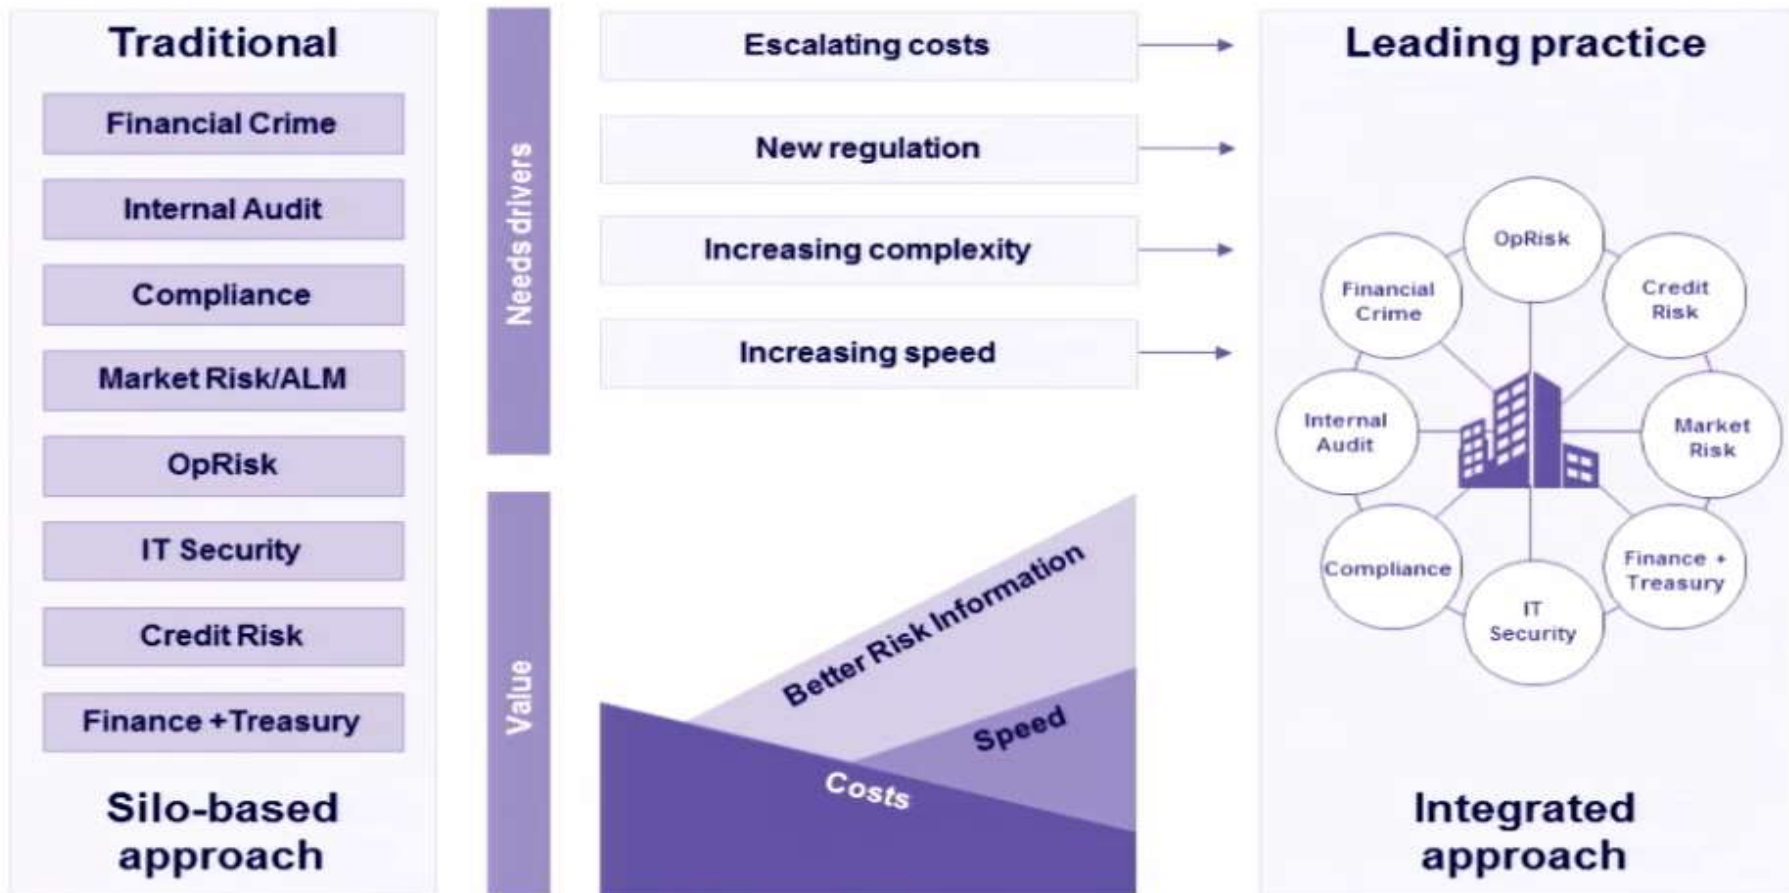 Traditional
Financial Crime
Internal Audit
Compliance
Market Risk/ALM
OpRisk
IT Security
Credit Risk
Finance +Treasury
Silo-based
approach
Needs drivers
Value
Escalating costs
New regulation
Increasing complexity
Increasing speed
Better Risk Information
Speed
Costs
Leading practice
OpRisk
Credit
Risk
Market
Risk
Finance +
Treasury
IT
Security
Compliance
Internal
Audit
Financial
Crime
Integrated
approach